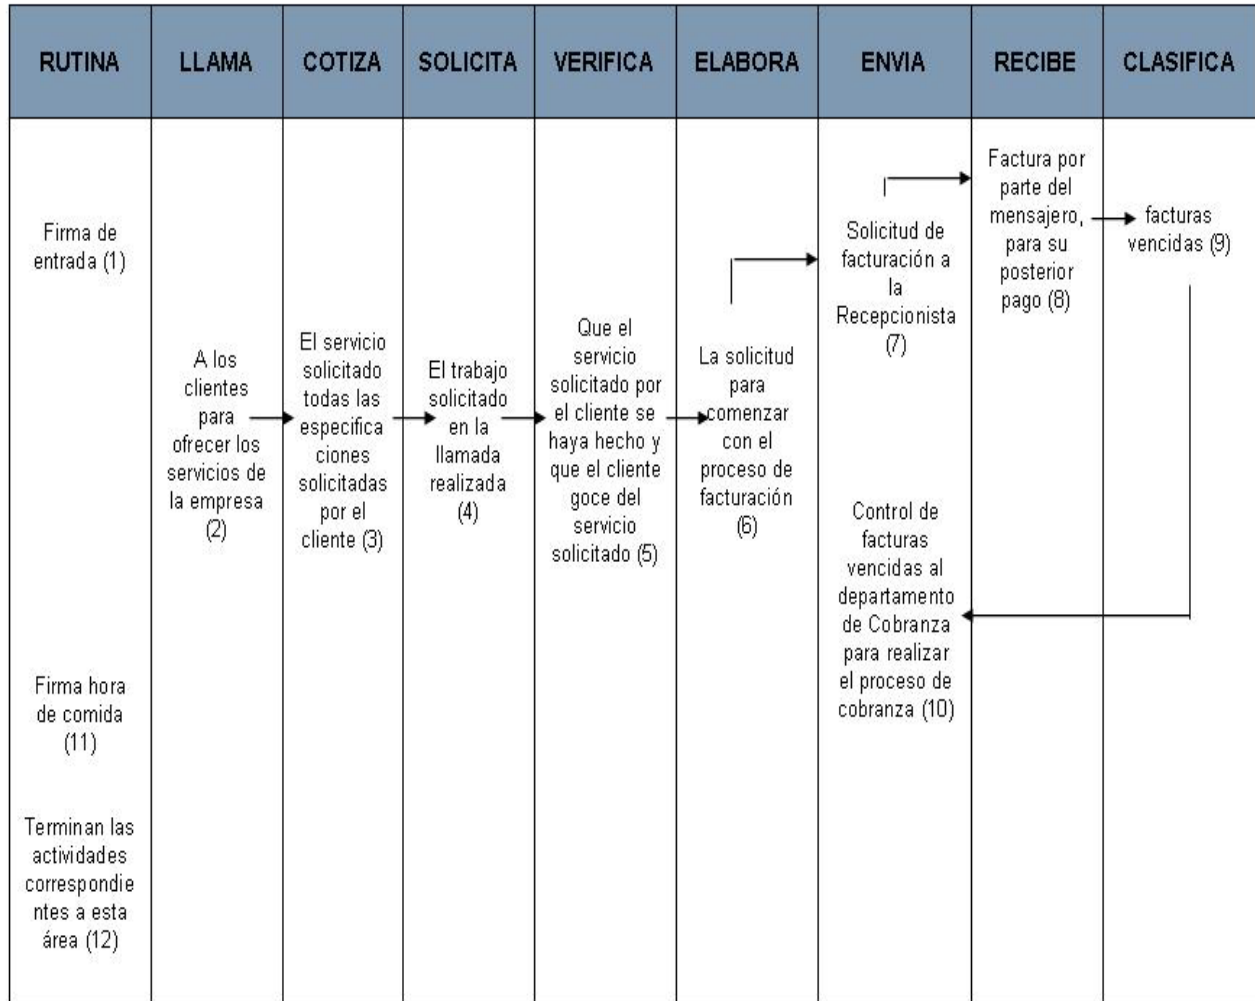 RUTINA
LLAMA
COTIZA
SOLICITA
VERIFICA
ELABORA
ENVIA
RECIBE
CLASIFICA
Firma de
entrada (1)
Firma hora
de comida
(11)
Terminan las
actividades
correspondie
ntes a esta
área (12)
A los
clientes
para
ofrecer los
servicios de
la empresa
(2)
El servicio
solicitado
todas las
especifica
ciones
solicitadas
por el
cliente (3)
El trabajo
solicitado
en la
llamada
realizada
(4)
Que el
servicio
solicitado por
el cliente se
haya hecho y
que el cliente
goce del
servicio
solicitado (5)
La solicitud
para
comenzar
con el
proceso de
facturación
(6)
Solicitud de
facturación a
la
Recepcionista
(7)
Control de
facturas
vencidas al
departamento
de Cobranza
para realizar
el proceso de
cobranza (10)
Factura por
parte del
mensajero,
para su
posterior
pago (8)
facturas
vencidas (9)